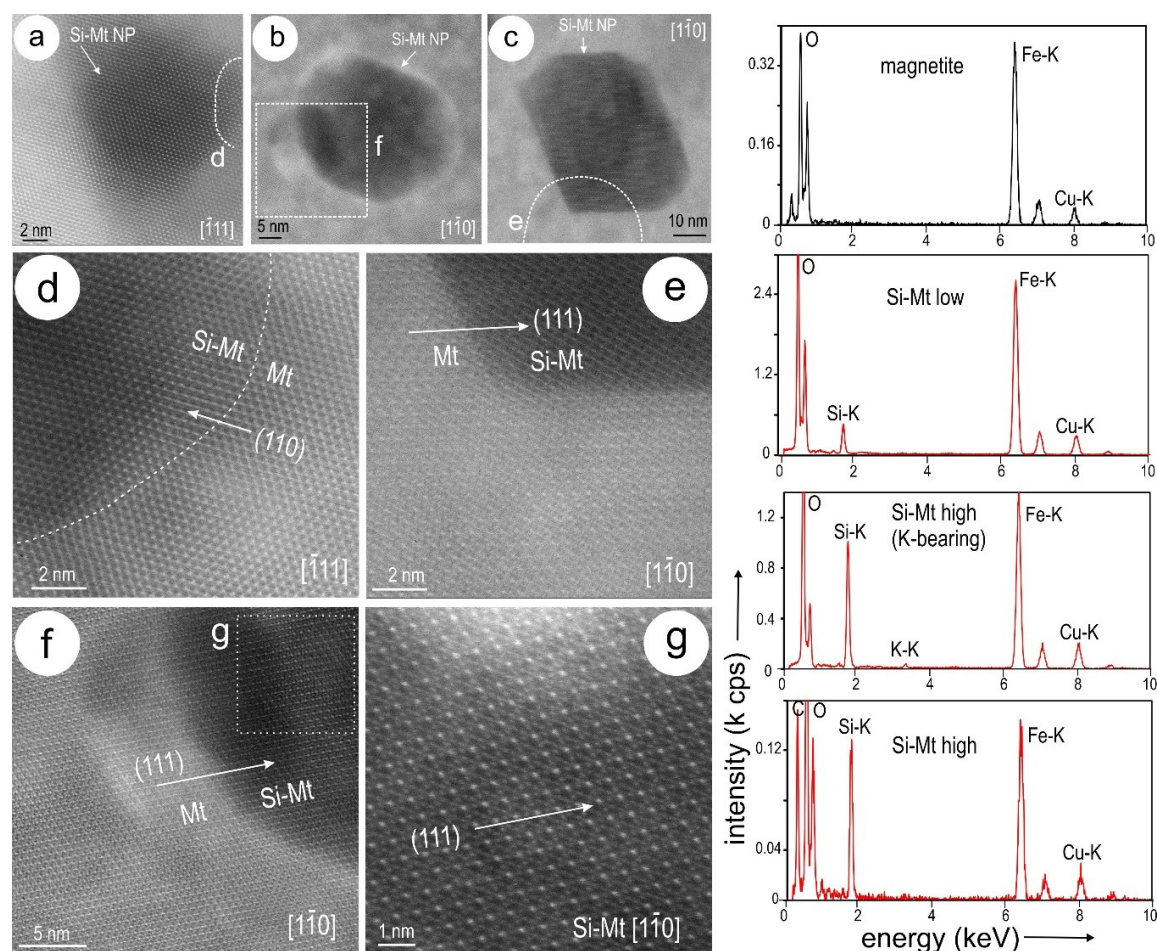 a
Si-Mt NP
d
2 nm
[1̄11]
b
Si-Mt NP
f
5 nm
[11̄0]
c
Si-Mt NP
[11̄0]
e
10 nm
d
Si-Mt
Mt
(110)
2 nm
[1̄11]
e
(111)
Mt
Si-Mt
2 nm
[11̄0]
f
g
(111)
Mt
Si-Mt
5 nm
[11̄0]
g
(111)
1 nm
Si-Mt [11̄0]
O
magnetite
Fe-K
Cu-K
0.32
0.16
0
0 2 4 6 8 10
O
Si-Mt low
Fe-K
Si-K
Cu-K
2.4
1.2
0
0 2 4 6 8 10
O
Si-Mt high
(K-bearing)
Fe-K
Si-K
K-K
Cu-K
1.2
0.8
0.4
0
0 2 4 6 8 10
C O
Si-K
Si-Mt high
Fe-K
Cu-K
0.12
0.04
0
0 2 4 6 8 10
intensity (k cps)
energy (keV)